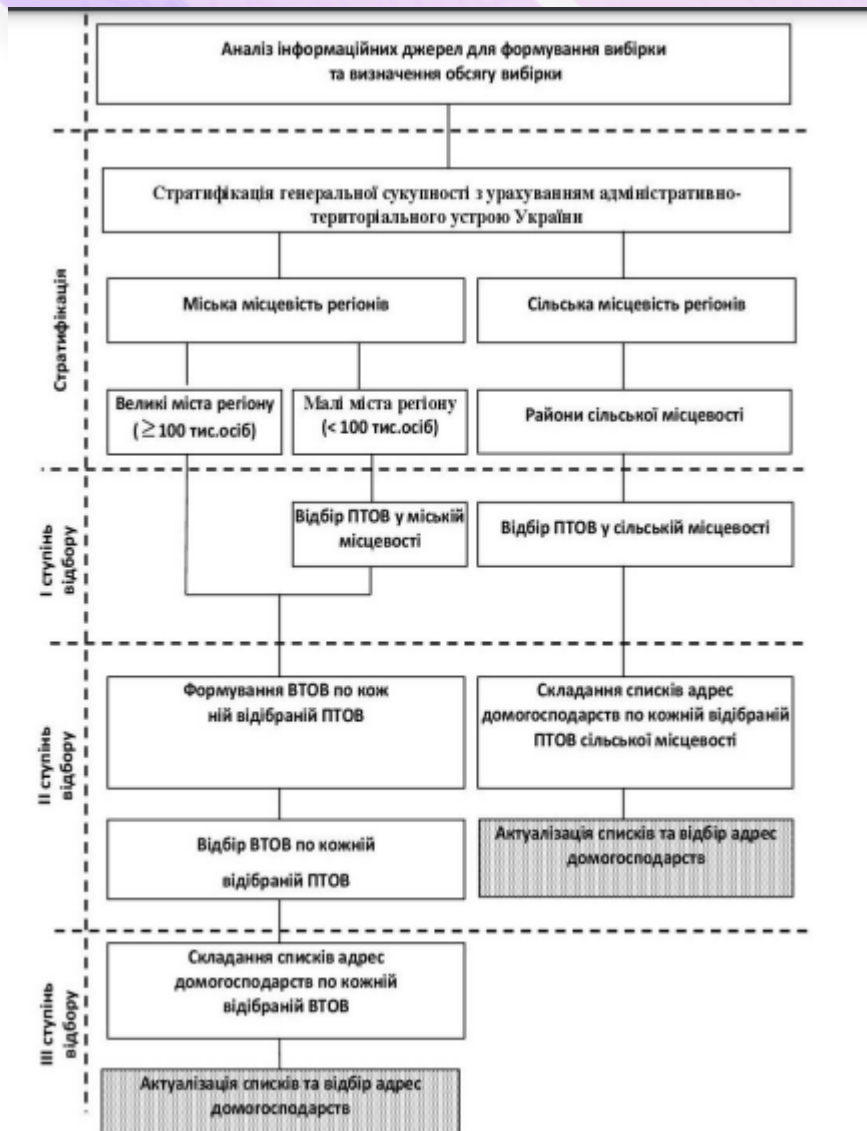 Аналіз інформаційних джерел для формування вибірки
та визначення обсягу вибірки
Стратифікація
Стратифікація генеральної сукупності з урахуванням адміністративно-
територіального устрою України
Міська місцевість регіонів
Сільська місцевість регіонів
Великі міста регіону
(≥100 тис.осіб)
Малі міста регіону
(< 100 тис.осіб)
Райони сільської місцевості
І ступінь
відбору
Відбір ПТОВ у міській
місцевості
Відбір ПТОВ у сільській місцевості
ІІ ступінь
відбору
Формування ВТОВ по кож
ній відібраній ПТОВ
Складання списків адрес
домогосподарств по кожній відібраній
ПТОВ сільської місцевості
Відбір ВТОВ по кожній
відібраній ПТОВ
Актуалізація списків та відбір адрес
домогосподарств
ІІІ ступінь
відбору
Складання списків адрес
домогосподарств по кожній
відібраній ВТОВ
Актуалізація списків та відбір адрес
домогосподарств